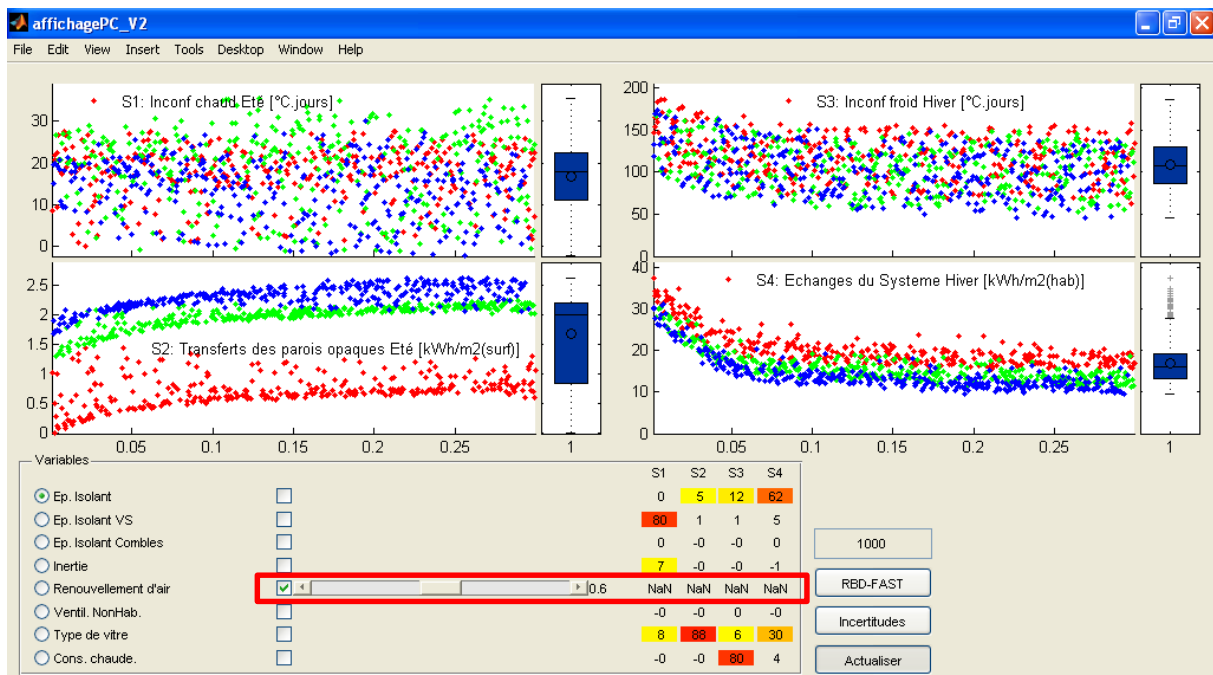 affichagePC_V2
File Edit View Insert Tools Desktop Window Help
S1: Inconf chaud Eté [°C.jours]
30
20
10
0
S3: Inconf froid Hiver [°C.jours]
200
150
100
50
0
S2: Transferts des parois opaques Eté [kWh/m2(surf)]
2.5
2
1.5
1
0.5
0
0.05 0.1 0.15 0.2 0.25
1
S4: Echanges du Systeme Hiver [kWh/m2(hab)]
40
30
20
10
0
0.05 0.1 0.15 0.2 0.25
1
Variables
S1 S2 S3 S4
Ep. Isolant 0 5 12 62
Ep. Isolant VS 80 1 1 5
Ep. Isolant Combles 0 -0 -0 0
Inertie 7 -0 -0 -1
Renouvellement d'air 0.6 NaN NaN NaN NaN
Ventil. NonHab. -0 -0 0 -0
Type de vitre 8 88 6 30
Cons. chaude. -0 -0 80 4
1000
RBD-FAST
Incertitudes
Actualiser